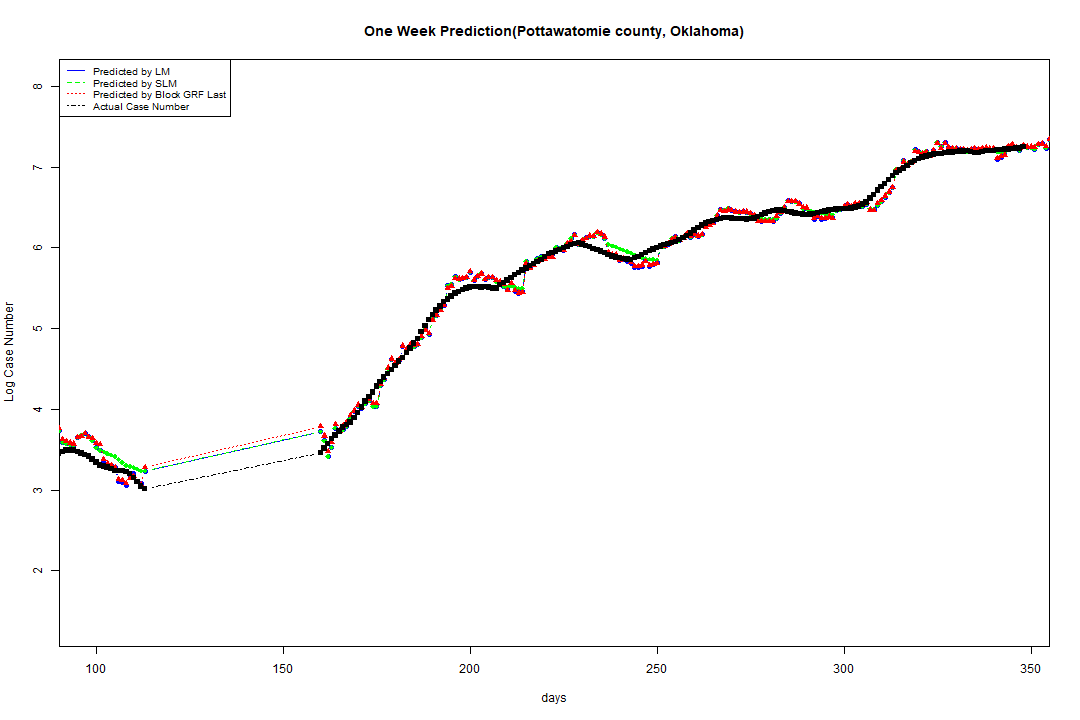 One Week Prediction(Pottawatomie county, Oklahoma)
Predicted by LM
Predicted by SLM
Predicted by Block GRF Last
Actual Case Number
8
7
6
5
4
3
2
Log Case Number
100 150 200 250 300 350
days